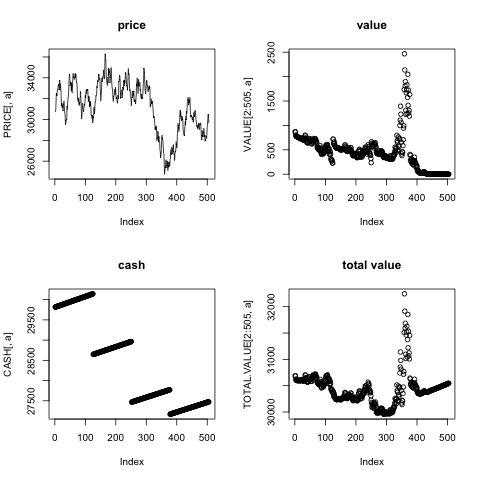 price
PRICE[, a]
26000 30000 34000
0 100 200 300 400 500
Index
value
VALUE[2:505, a]
0 500 1500 2500
0 100 200 300 400 500
Index
cash
CASH[, a]
27500 28500 29500
0 100 200 300 400 500
Index
total value
TOTAL.VALUE[2:505, a]
30000 31000 32000
0 100 200 300 400 500
Index